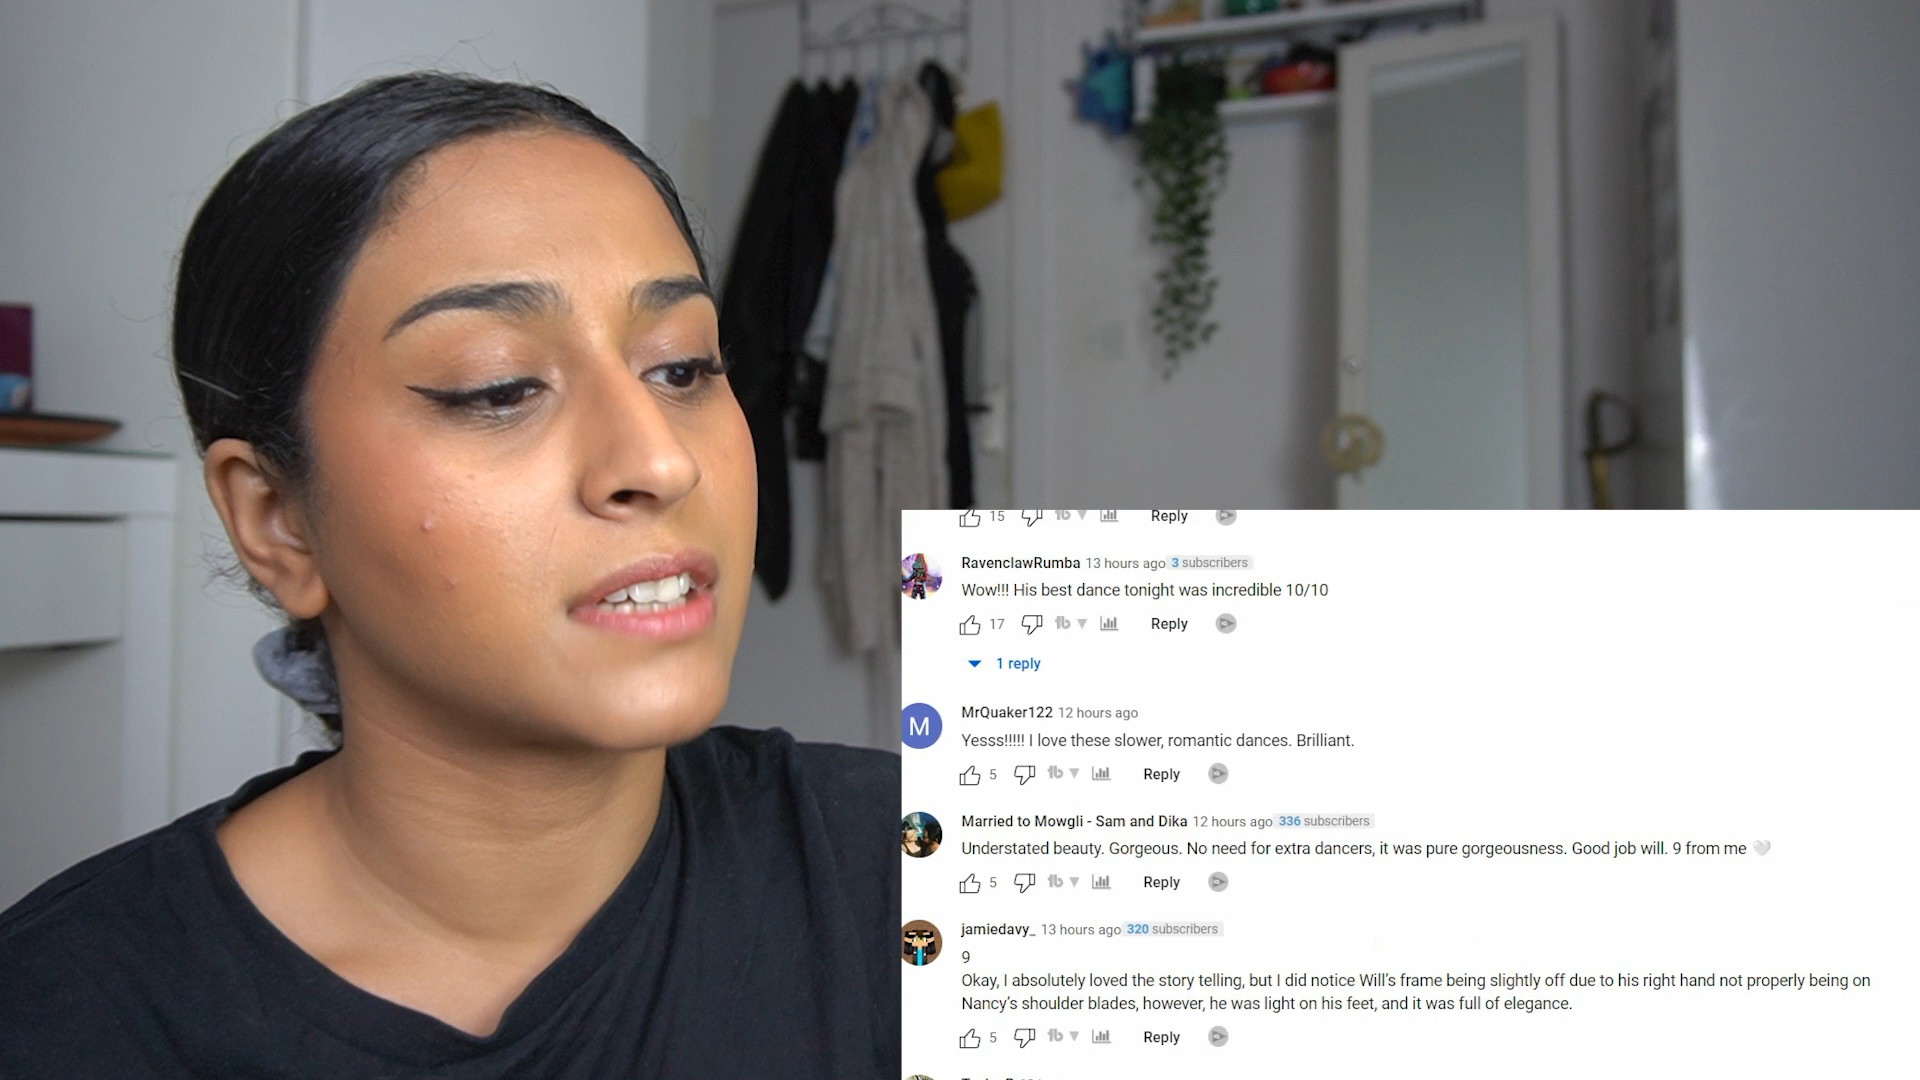 15 Reply
RavenclawRumba 13 hours ago 3 subscribers
Wow!!! His best dance tonight was incredible 10/10
17 Reply
1 reply
M
MrQuaker122 12 hours ago
Yesss!!!!! I love these slower, romantic dances. Brilliant.
5 Reply
Married to Mowgli - Sam and Dika 12 hours ago 336 subscribers
Understated beauty. Gorgeous. No need for extra dancers, it was pure gorgeousness. Good job will. 9 from me 🤍
5 Reply
jamiedavy_ 13 hours ago 320 subscribers
9
Okay, I absolutely loved the story telling, but I did notice Will’s frame being slightly off due to his right hand not properly being on
Nancy’s shoulder blades, however, he was light on his feet, and it was full of elegance.
5 Reply